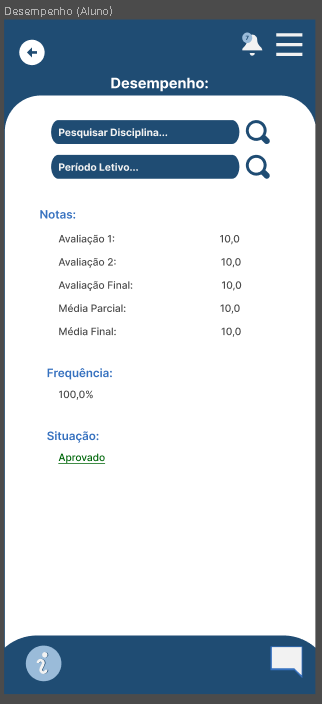 Desempenho (Aluno)
7
Desempenho:
Pesquisar Disciplina...
Período Letivo...
Notas:
Avaliação 1: 10,0
Avaliação 2: 10,0
Avaliação Final: 10,0
Média Parcial: 10,0
Média Final: 10,0
Frequência:
100,0%
Situação:
Aprovado
i